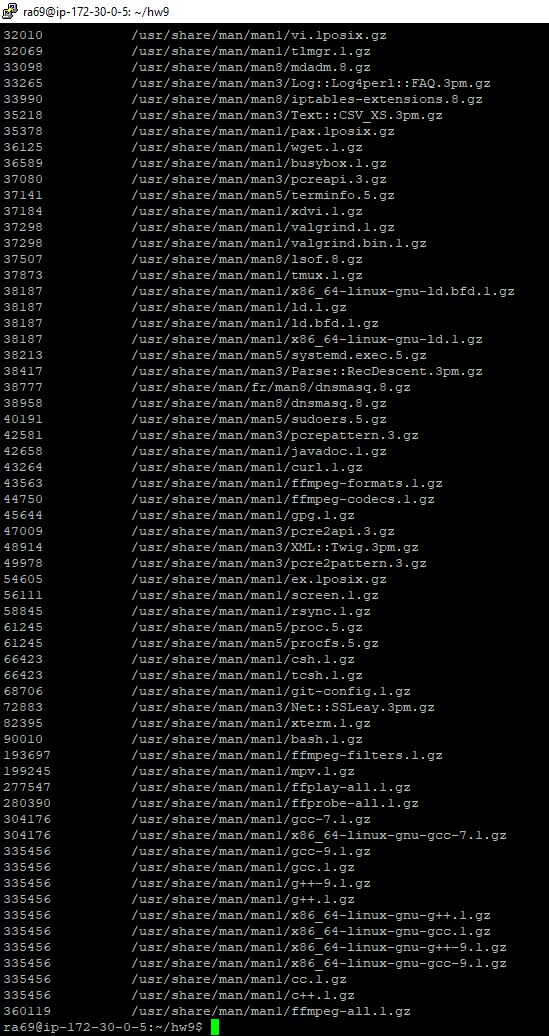 ra69@ip-172-30-0-5: ~/hw9
32010 /usr/share/man/man1/vi.1posix.gz
32069 /usr/share/man/man1/tlmgr.1.gz
33098 /usr/share/man/man8/mdadm.8.gz
33265 /usr/share/man/man3/Log::Log4perl::FAQ.3pm.gz
33990 /usr/share/man/man8/iptables-extensions.8.gz
35218 /usr/share/man/man3/Text::CSV_XS.3pm.gz
35378 /usr/share/man/man1/pax.1posix.gz
36125 /usr/share/man/man1/wget.1.gz
36589 /usr/share/man/man1/busybox.1.gz
37080 /usr/share/man/man3/pcreapi.3.gz
37141 /usr/share/man/man5/terminfo.5.gz
37184 /usr/share/man/man1/xdvi.1.gz
37298 /usr/share/man/man1/valgrind.1.gz
37298 /usr/share/man/man1/valgrind.bin.1.gz
37507 /usr/share/man/man8/lsof.8.gz
37873 /usr/share/man/man1/tmux.1.gz
38187 /usr/share/man/man1/x86_64-linux-gnu-ld.bfd.1.gz
38187 /usr/share/man/man1/ld.1.gz
38187 /usr/share/man/man1/ld.bfd.1.gz
38187 /usr/share/man/man1/x86_64-linux-gnu-ld.1.gz
38213 /usr/share/man/man5/systemd.exec.5.gz
38417 /usr/share/man/man3/Parse::RecDescent.3pm.gz
38777 /usr/share/man/fr/man8/dnsmasq.8.gz
38958 /usr/share/man/man8/dnsmasq.8.gz
40191 /usr/share/man/man5/sudoers.5.gz
42581 /usr/share/man/man3/pcrepattern.3.gz
42658 /usr/share/man/man1/javadoc.1.gz
43264 /usr/share/man/man1/curl.1.gz
43563 /usr/share/man/man1/ffmpeg-formats.1.gz
44750 /usr/share/man/man1/ffmpeg-codecs.1.gz
45644 /usr/share/man/man1/gpg.1.gz
47009 /usr/share/man/man3/pcre2api.3.gz
48914 /usr/share/man/man3/XML::Twig.3pm.gz
49978 /usr/share/man/man3/pcre2pattern.3.gz
54605 /usr/share/man/man1/ex.1posix.gz
56111 /usr/share/man/man1/screen.1.gz
58845 /usr/share/man/man1/rsync.1.gz
61245 /usr/share/man/man5/proc.5.gz
61245 /usr/share/man/man5/procfs.5.gz
66423 /usr/share/man/man1/csh.1.gz
66423 /usr/share/man/man1/tcsh.1.gz
68706 /usr/share/man/man1/git-config.1.gz
72883 /usr/share/man/man3/Net::SSLeay.3pm.gz
82395 /usr/share/man/man1/xterm.1.gz
90010 /usr/share/man/man1/bash.1.gz
193697 /usr/share/man/man1/ffmpeg-filters.1.gz
199245 /usr/share/man/man1/mpv.1.gz
277547 /usr/share/man/man1/ffplay-all.1.gz
280390 /usr/share/man/man1/ffprobe-all.1.gz
304176 /usr/share/man/man1/gcc-7.1.gz
304176 /usr/share/man/man1/x86_64-linux-gnu-gcc-7.1.gz
335456 /usr/share/man/man1/gcc-9.1.gz
335456 /usr/share/man/man1/gcc.1.gz
335456 /usr/share/man/man1/g++-9.1.gz
335456 /usr/share/man/man1/g++.1.gz
335456 /usr/share/man/man1/x86_64-linux-gnu-g++.1.gz
335456 /usr/share/man/man1/x86_64-linux-gnu-gcc.1.gz
335456 /usr/share/man/man1/x86_64-linux-gnu-g++-9.1.gz
335456 /usr/share/man/man1/x86_64-linux-gnu-gcc-9.1.gz
335456 /usr/share/man/man1/cc.1.gz
335456 /usr/share/man/man1/c++.1.gz
360119 /usr/share/man/man1/ffmpeg-all.1.gz
ra69@ip-172-30-0-5:~/hw9$